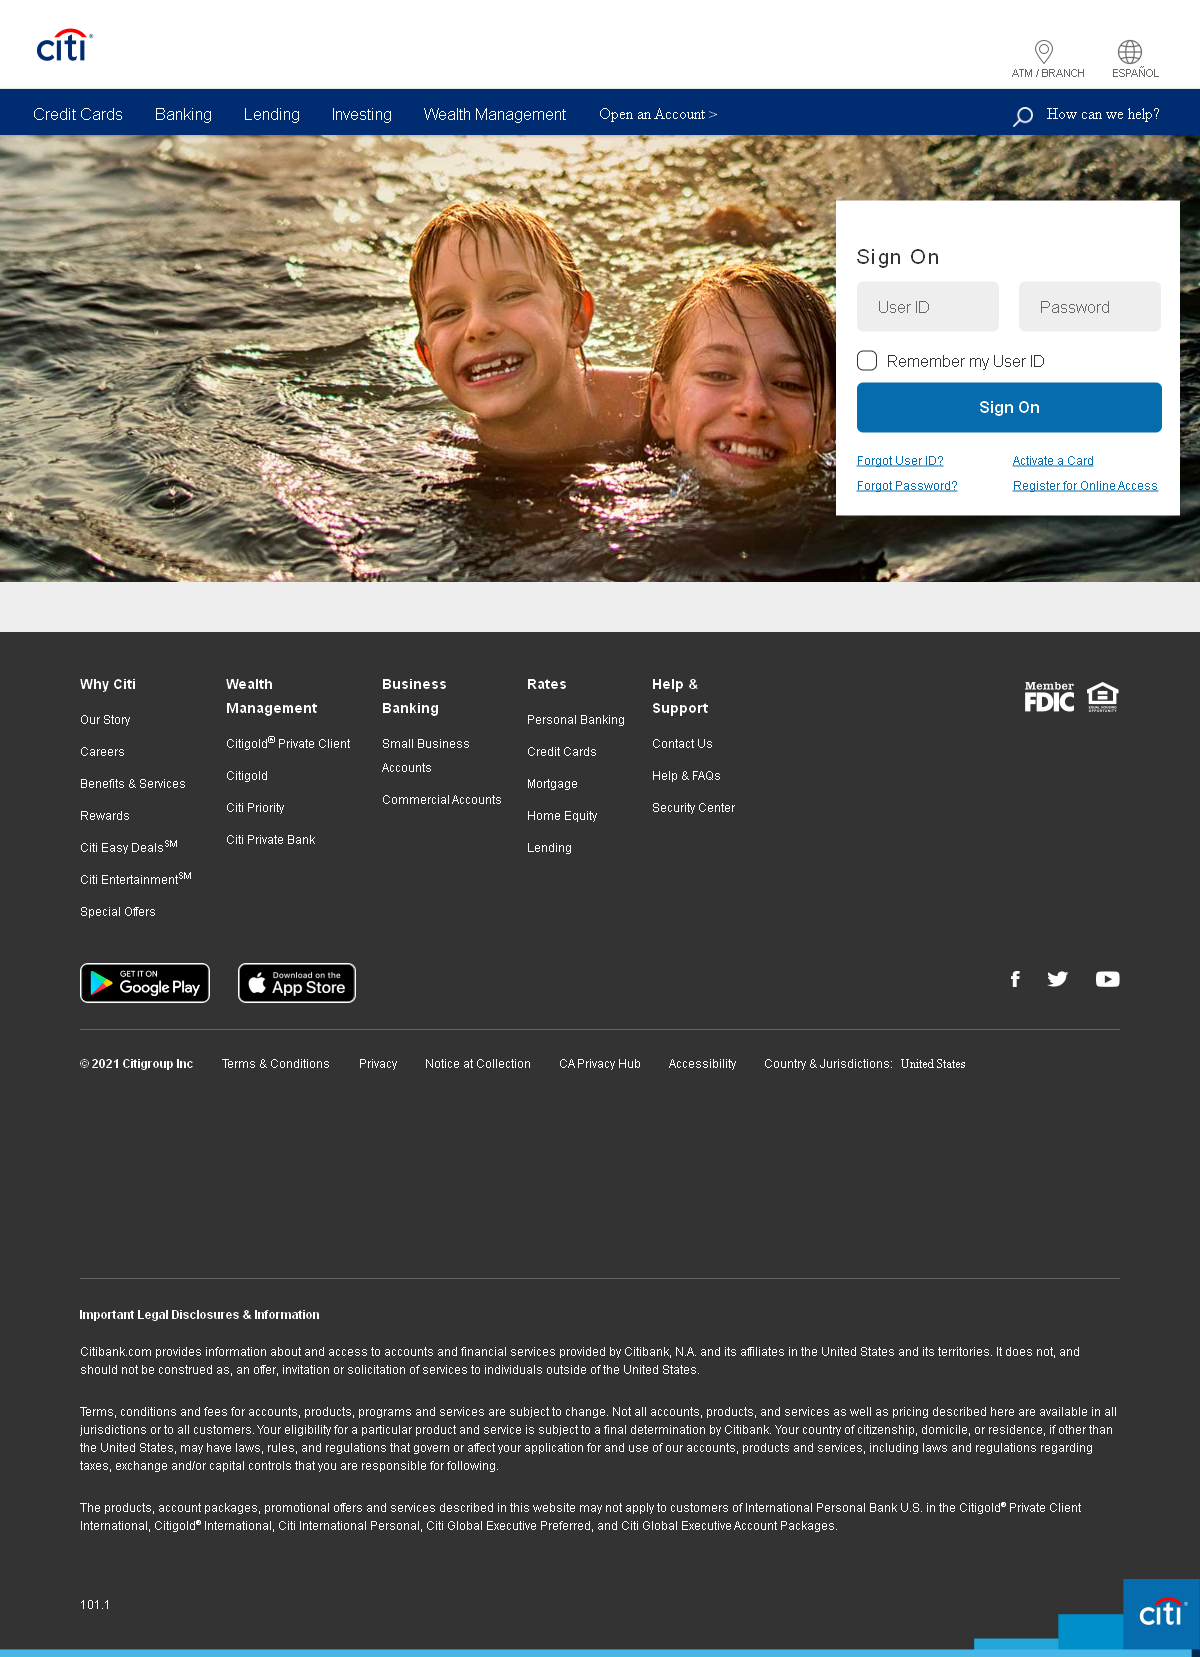 citi
ATM / BRANCH
ESPAÑOL
Credit Cards
Banking
Lending
Investing
Wealth Management
Open an Account >
How can we help?
Sign On
User ID
Password
Remember my User ID
Sign On
Forgot User ID?
Activate a Card
Forgot Password?
Register for Online Access
Why Citi
Our Story
Careers
Benefits & Services
Rewards
Citi Easy Deals℠
Citi Entertainment℠
Special Offers
Wealth
Management
Citigold® Private Client
Citigold
Citi Priority
Citi Private Bank
Business
Banking
Small Business
Accounts
Commercial Accounts
Rates
Personal Banking
Credit Cards
Mortgage
Home Equity
Lending
Help &
Support
Contact Us
Help & FAQs
Security Center
Member
FDIC
EQUAL HOUSING
OPPORTUNITY
GET IT ON
Google Play
Download on the
App Store
© 2021 Citigroup Inc
Terms & Conditions
Privacy
Notice at Collection
CA Privacy Hub
Accessibility
Country & Jurisdictions: United States
Important Legal Disclosures & Information
Citibank.com provides information about and access to accounts and financial services provided by Citibank, N.A. and its affiliates in the United States and its territories. It does not, and
should not be construed as, an offer, invitation or solicitation of services to individuals outside of the United States.
Terms, conditions and fees for accounts, products, programs and services are subject to change. Not all accounts, products, and services as well as pricing described here are available in all
jurisdictions or to all customers. Your eligibility for a particular product and service is subject to a final determination by Citibank. Your country of citizenship, domicile, or residence, if other than
the United States, may have laws, rules, and regulations that govern or affect your application for and use of our accounts, products and services, including laws and regulations regarding
taxes, exchange and/or capital controls that you are responsible for following.
The products, account packages, promotional offers and services described in this website may not apply to customers of International Personal Bank U.S. in the Citigold® Private Client
International, Citigold® International, Citi International Personal, Citi Global Executive Preferred, and Citi Global Executive Account Packages.
101.1
citi